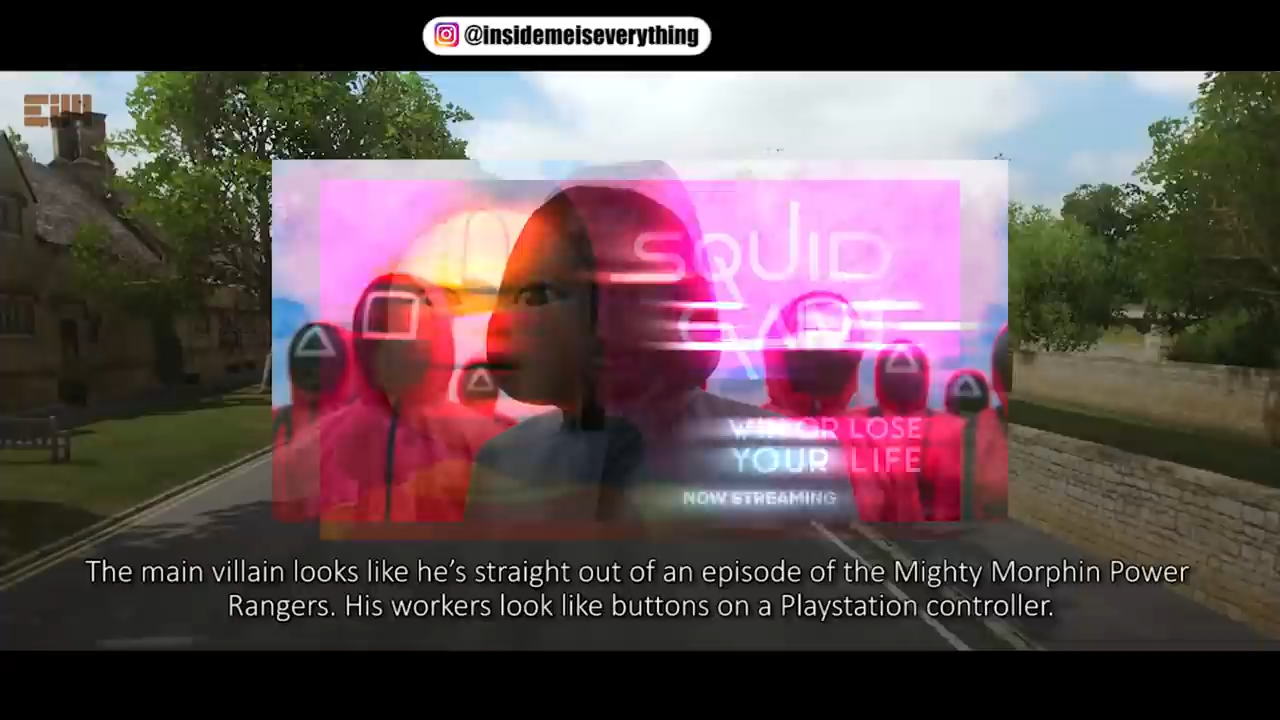 @insidemeiseverything
SQUID
GAME
WIN OR LOSE
YOUR LIFE
NOW STREAMING
The main villain looks like he's straight out of an episode of the Mighty Morphin Power
Rangers. His workers look like buttons on a Playstation controller.